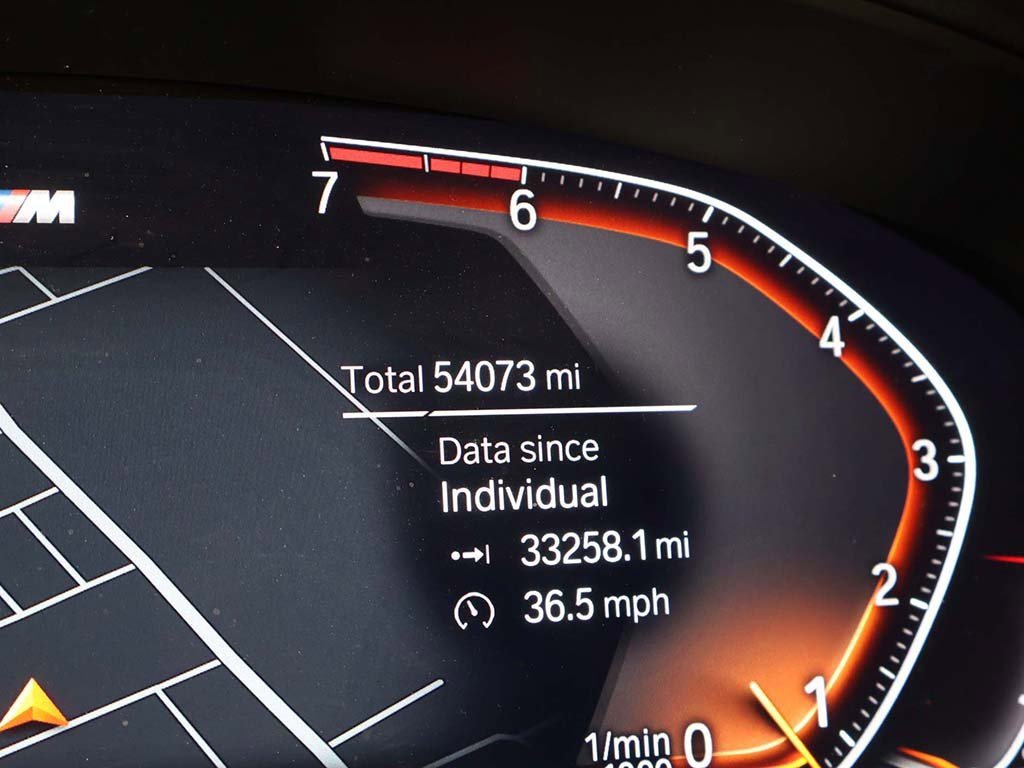 7
6
M
5
4
Total 54073 mi
Data since
3
Individual
33258.1 mi
2
36.5 mph
1
1/min 0
1000